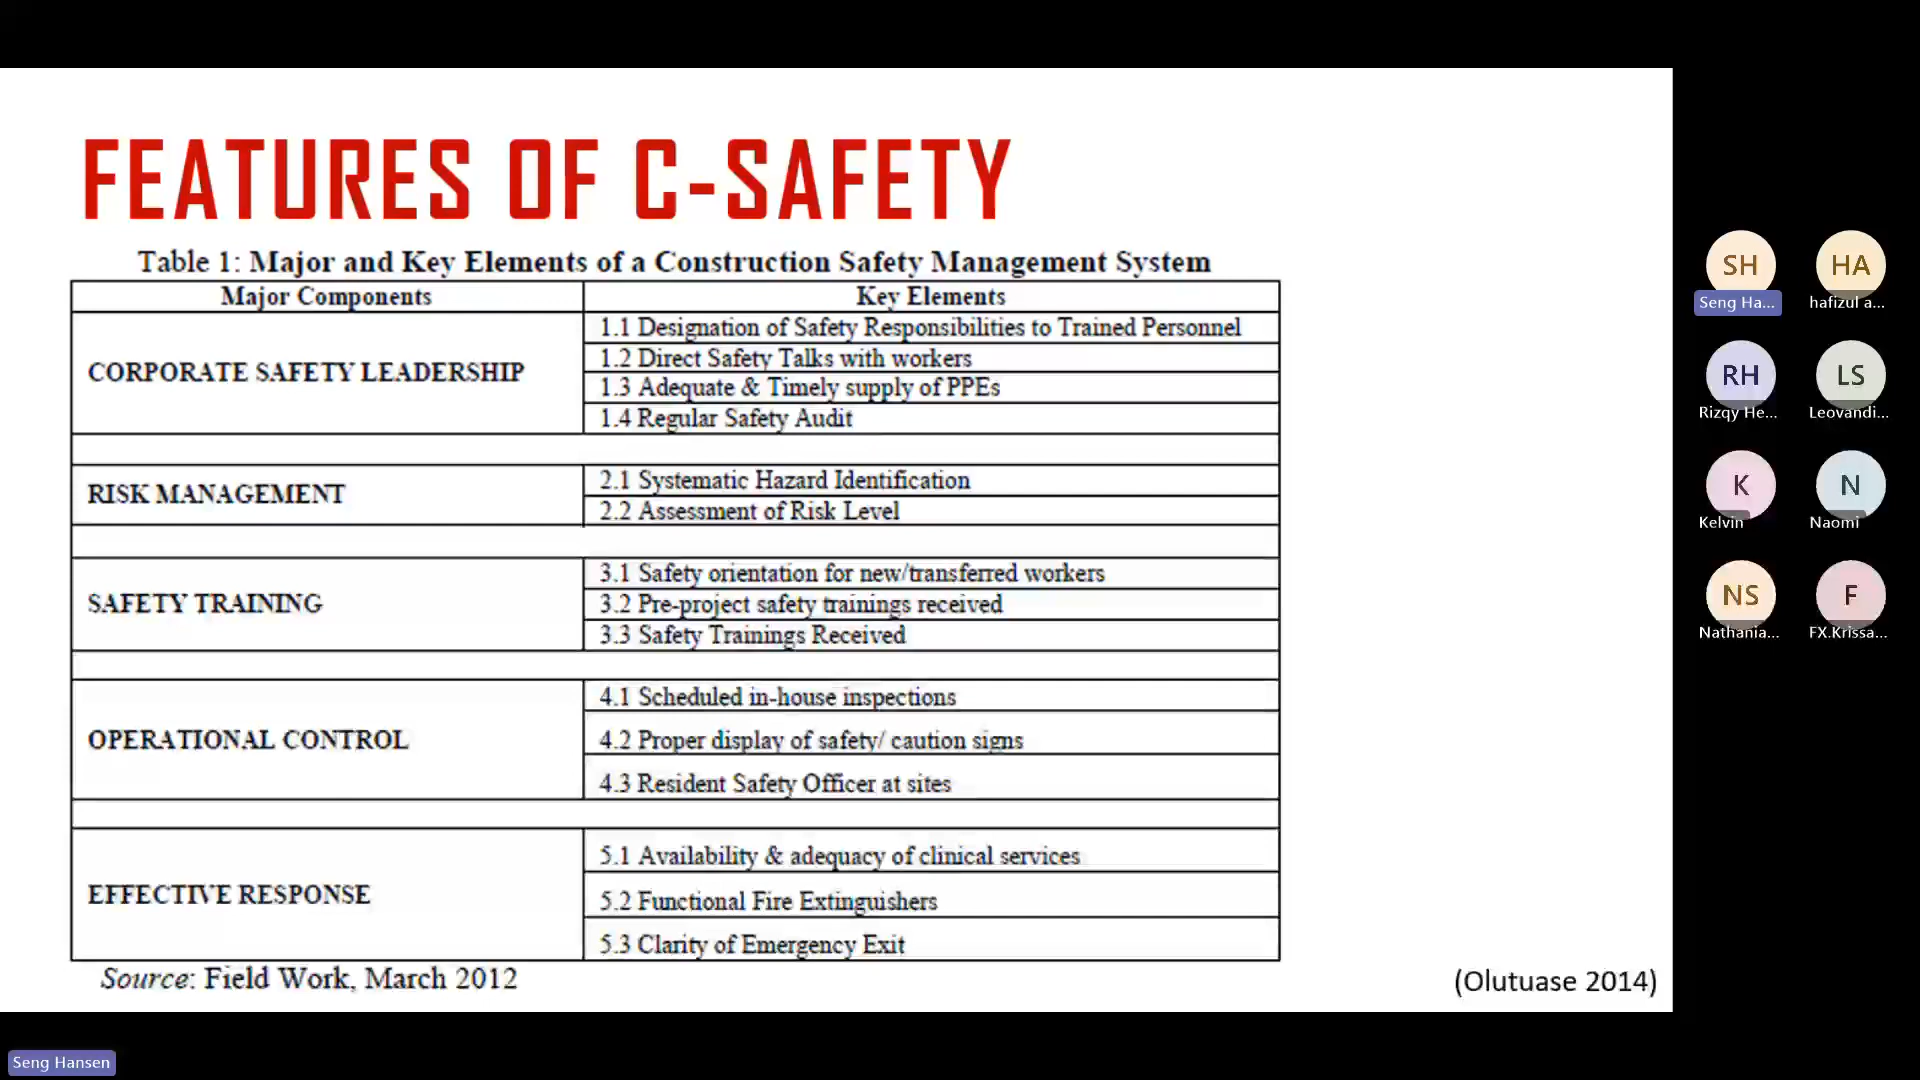 FEATURES OF C-SAFETY
Table 1: Major and Key Elements of a Construction Safety Management System
Major Components
Key Elements
CORPORATE SAFETY LEADERSHIP
1.1 Designation of Safety Responsibilities to Trained Personnel
1.2 Direct Safety Talks with workers
1.3 Adequate & Timely supply of PPEs
1.4 Regular Safety Audit
RISK MANAGEMENT
2.1 Systematic Hazard Identification
2.2 Assessment of Risk Level
SAFETY TRAINING
3.1 Safety orientation for new/transferred workers
3.2 Pre-project safety trainings received
3.3 Safety Trainings Received
OPERATIONAL CONTROL
4.1 Scheduled in-house inspections
4.2 Proper display of safety/ caution signs
4.3 Resident Safety Officer at sites
EFFECTIVE RESPONSE
5.1 Availability & adequacy of clinical services
5.2 Functional Fire Extinguishers
5.3 Clarity of Emergency Exit
Source: Field Work, March 2012
(Olutuase 2014)
SH
Seng Ha...
HA
hafizul a...
RH
Rizqy He...
LS
Leovandi...
K
Kelvin
N
Naomi
NS
Nathania...
F
FX.Krissa...
Seng Hansen